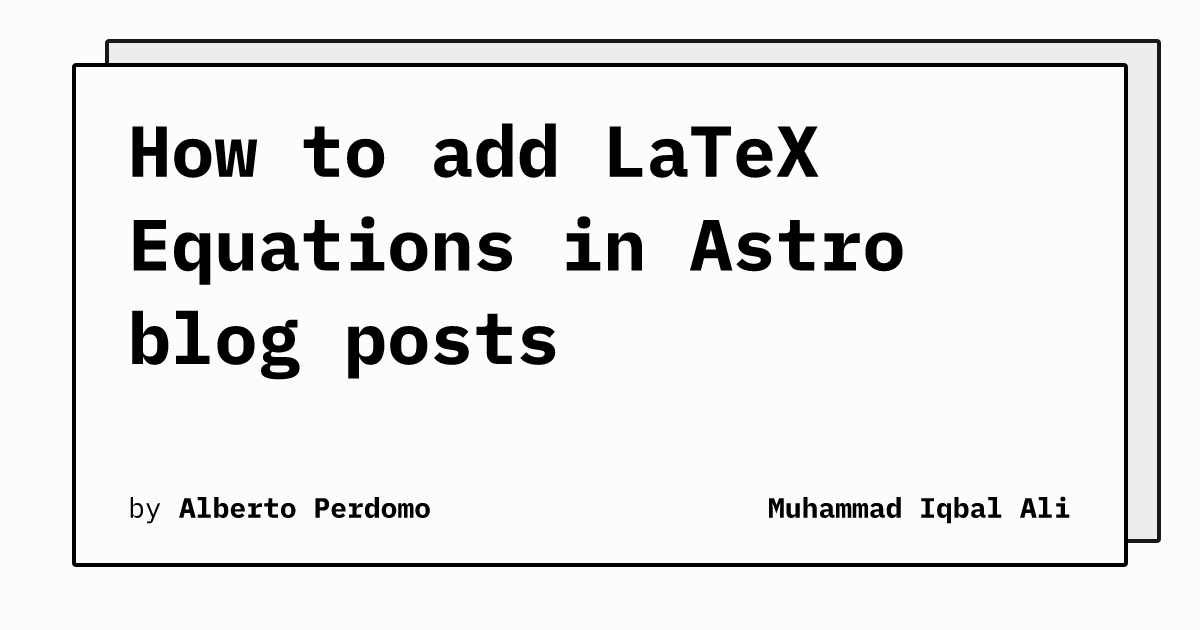 How to add LaTeX
Equations in Astro
blog posts
by Alberto Perdomo
Muhammad Iqbal Ali